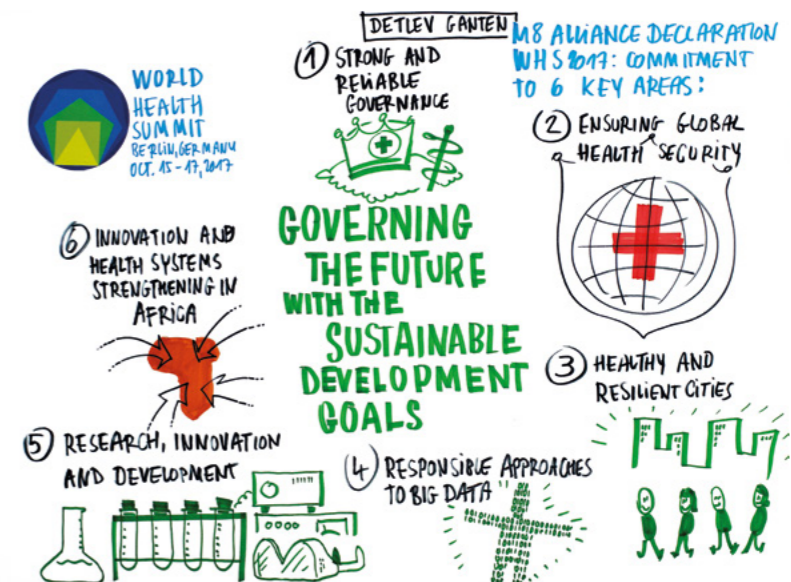 DETLEV GANTEN
M8 ALLIANCE DECLARATION
WHS 2017: COMMITMENT
TO 6 KEY AREAS:
WORLD
HEALTH
SUMMIT
BERLIN, GERMANY
OCT. 15-17, 2017
1 STRONG AND
RELIABLE
GOVERNANCE
2 ENSURING GLOBAL
HEALTH SECURITY
GOVERNING
THE FUTURE
WITH THE
SUSTAINABLE
DEVELOPMENT
GOALS
3 HEALTHY AND
RESILIENT CITIES
4 RESPONSIBLE APPROACHES
TO BIG DATA
5 RESEARCH, INNOVATION
AND DEVELOPMENT
6 INNOVATION AND
HEALTH SYSTEMS
STRENGTHENING IN
AFRICA